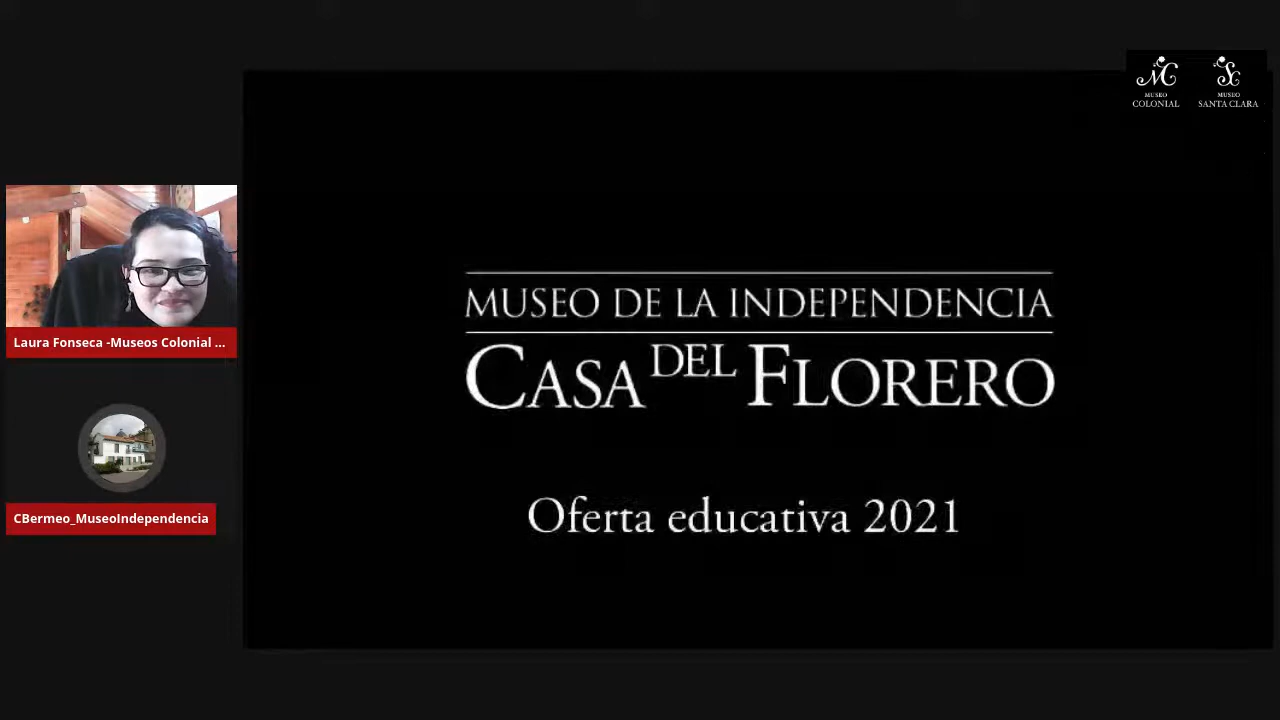 MUSEO
COLONIAL
MUSEO
SANTA CLARA
MUSEO DE LA INDEPENDENCIA
CASA DEL FLORERO
Oferta educativa 2021
Laura Fonseca -Museos Colonial ...
CBermeo_MuseoIndependencia